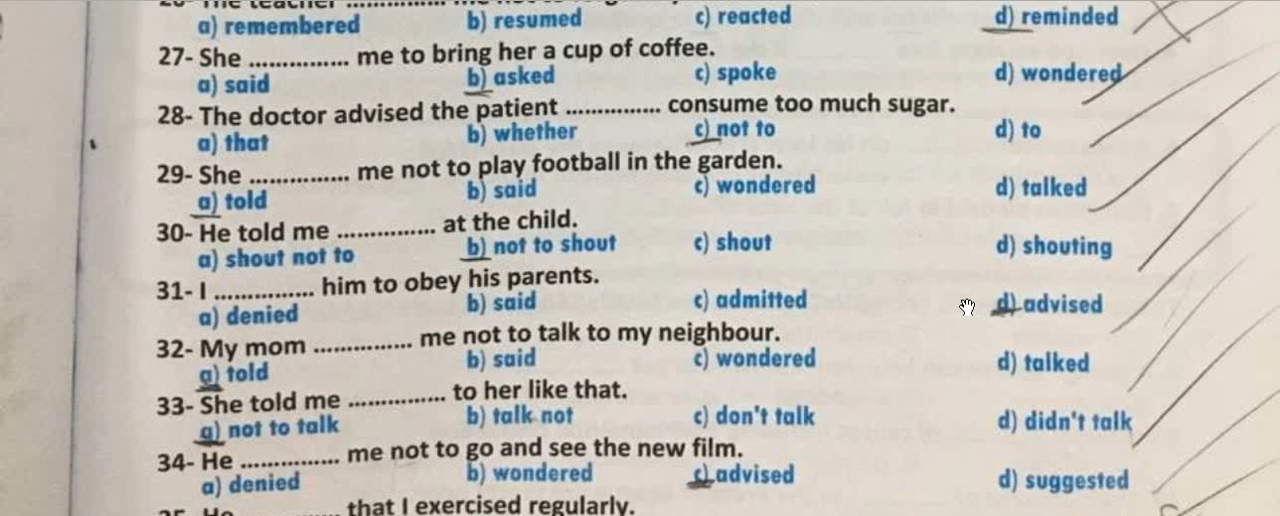 a) remembered b) resumed c) reacted d) reminded
27- She ............... me to bring her a cup of coffee.
a) said b) asked c) spoke d) wondered
28- The doctor advised the patient .............. consume too much sugar.
a) that b) whether c) not to d) to
29- She ............... me not to play football in the garden.
a) told b) said c) wondered d) talked
30- He told me ............... at the child.
a) shout not to b) not to shout c) shout d) shouting
31- I ............... him to obey his parents.
a) denied b) said c) admitted d) advised
32- My mom ............... me not to talk to my neighbour.
a) told b) said c) wondered d) talked
33- She told me ............... to her like that.
a) not to talk b) talk not c) don't talk d) didn't talk
34- He ............... me not to go and see the new film.
a) denied b) wondered c) advised d) suggested
He ............... that I exercised regularly.